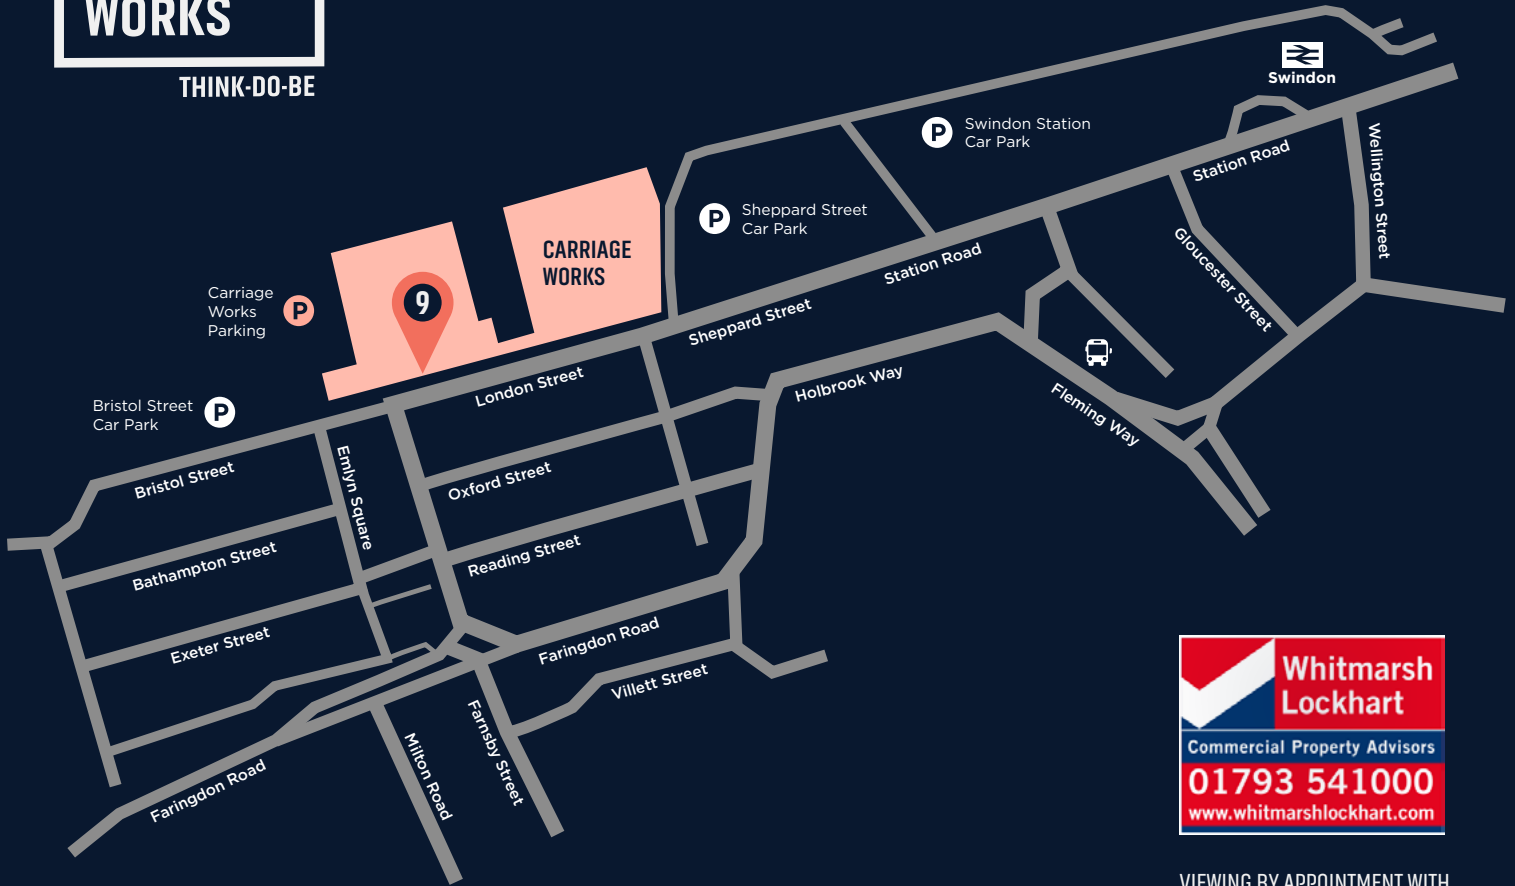 WORKS
THINK-DO-BE
Swindon
P
Swindon Station
Car Park
Wellington Street
Station Road
P
Sheppard Street
Car Park
Gloucester Street
CARRIAGE
WORKS
Station Road
Carriage
Works
Parking
P
9
Sheppard Street
London Street
Holbrook Way
Fleming Way
Bristol Street
Car Park
P
Bristol Street
Emlyn Square
Oxford Street
Bathampton Street
Reading Street
Exeter Street
Faringdon Road
Villett Street
Farnsby Street
Milton Road
Faringdon Road
Whitmarsh
Lockhart
Commercial Property Advisors
01793 541000
www.whitmarshlockhart.com
VIEWING BY APPOINTMENT WITH